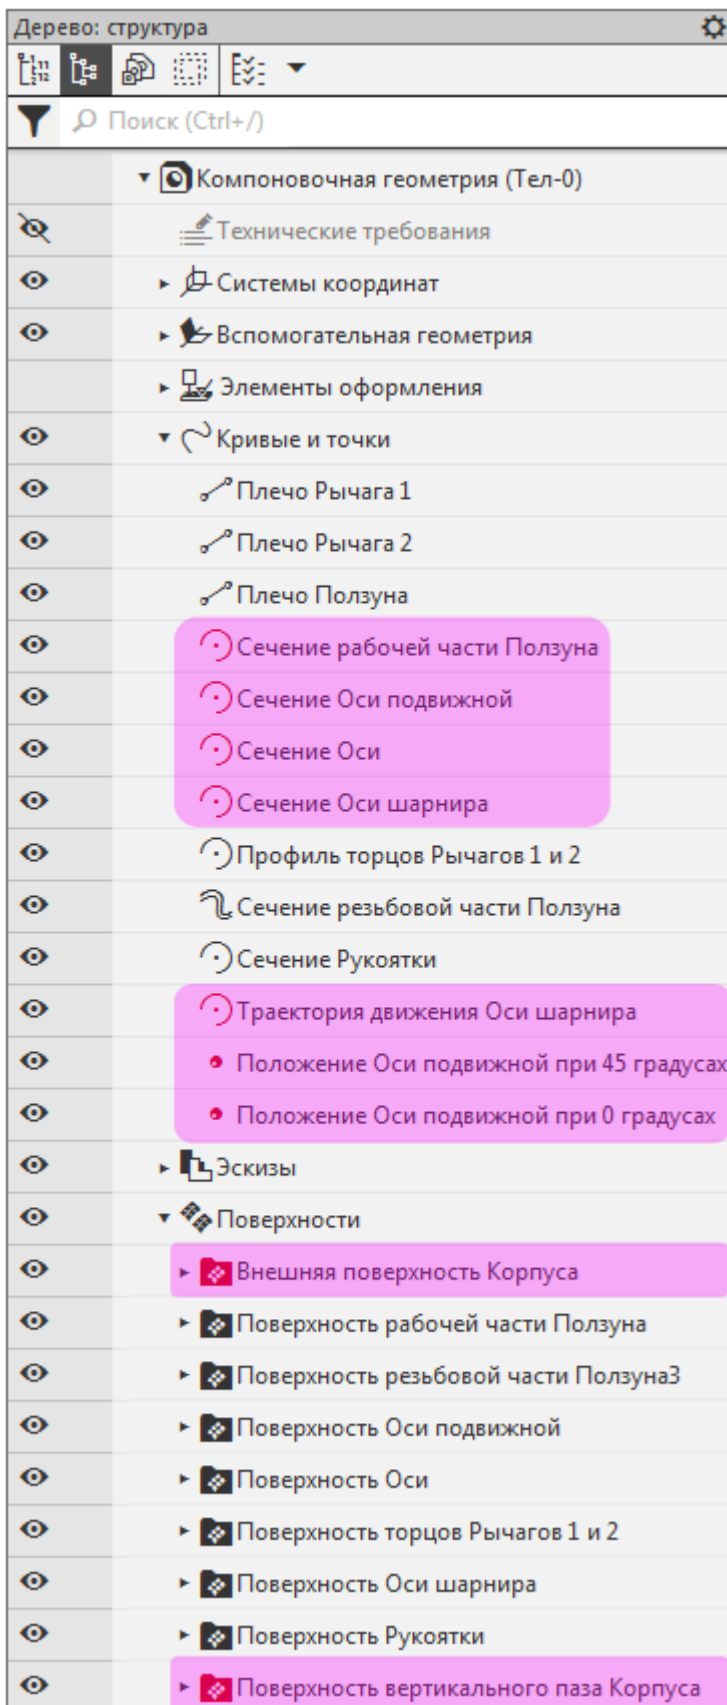 Дерево: структура
Поиск (Ctrl+/)
Компоновочная геометрия (Тел-0)
Технические требования
Системы координат
Вспомогательная геометрия
Элементы оформления
Кривые и точки
Плечо Рычага 1
Плечо Рычага 2
Плечо Ползуна
Сечение рабочей части Ползуна
Сечение Оси подвижной
Сечение Оси
Сечение Оси шарнира
Профиль торцов Рычагов 1 и 2
Сечение резьбовой части Ползуна
Сечение Рукоятки
Траектория движения Оси шарнира
Положение Оси подвижной при 45 градусах
Положение Оси подвижной при 0 градусах
Эскизы
Поверхности
Внешняя поверхность Корпуса
Поверхность рабочей части Ползуна
Поверхность резьбовой части Ползуна3
Поверхность Оси подвижной
Поверхность Оси
Поверхность торцов Рычагов 1 и 2
Поверхность Оси шарнира
Поверхность Рукоятки
Поверхность вертикального паза Корпуса